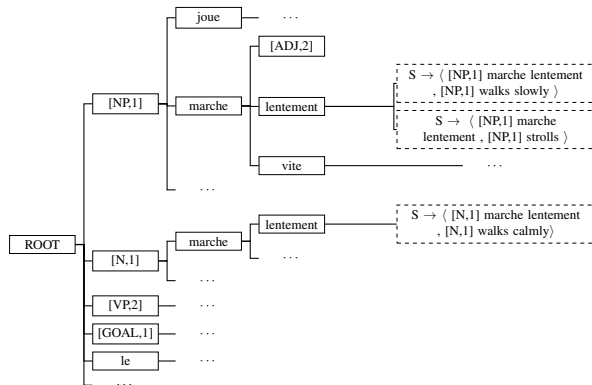 joue ...
[ADJ,2]
[NP,1] marche lentement
S → ⟨ [NP,1] marche lentement
, [NP,1] walks slowly ⟩
S → ⟨ [NP,1] marche
lentement , [NP,1] strolls ⟩
vite ...
...
ROOT
[N,1] marche lentement
S → ⟨ [N,1] marche lentement
, [N,1] walks calmly⟩
...
...
[VP,2] ...
[GOAL,1] ...
le ...
...